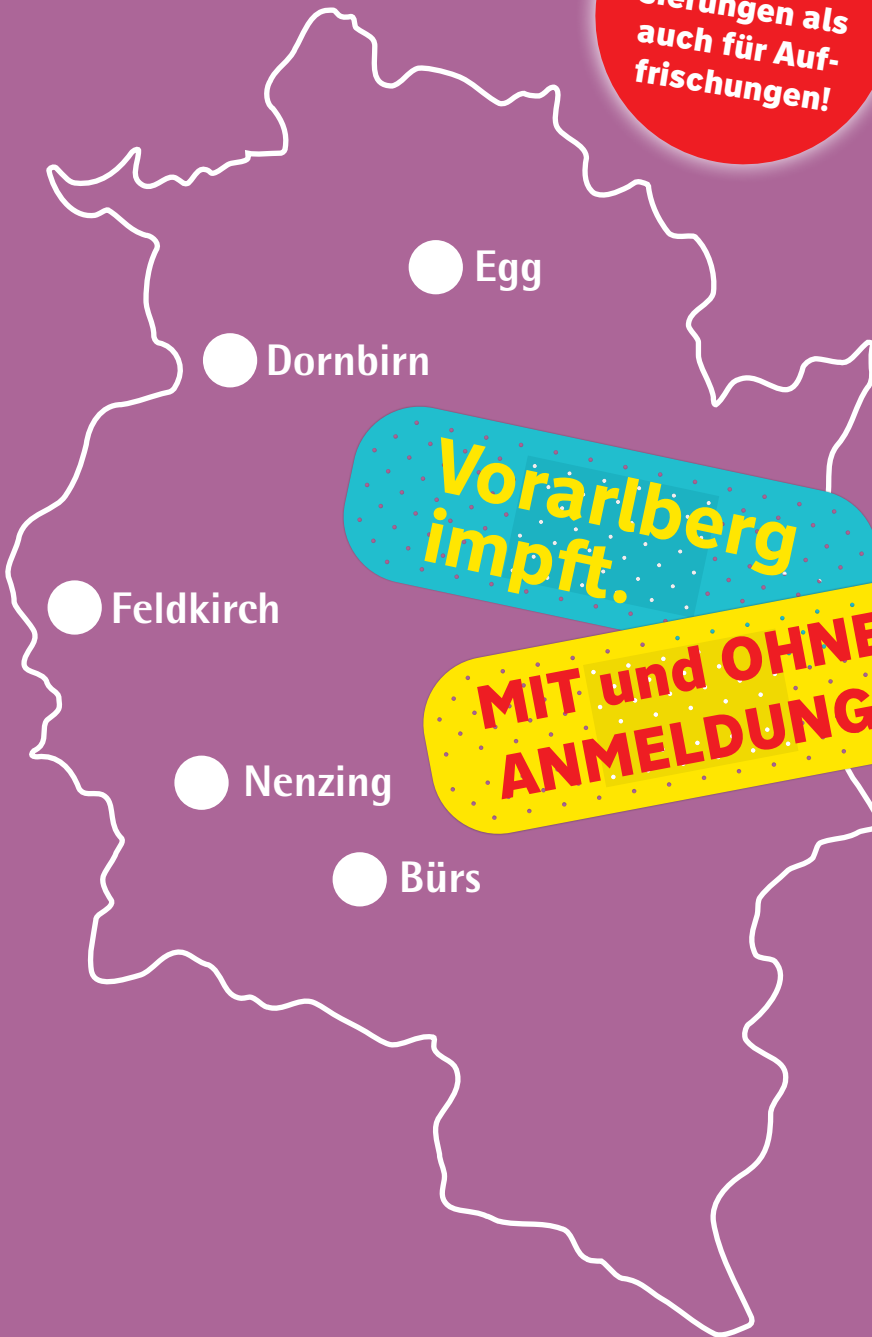 sierungen als
auch für Auf-
frischungen!
Egg
Dornbirn
Vorarlberg
impft.
Feldkirch
MIT und OHNE
ANMELDUNG
Nenzing
Bürs